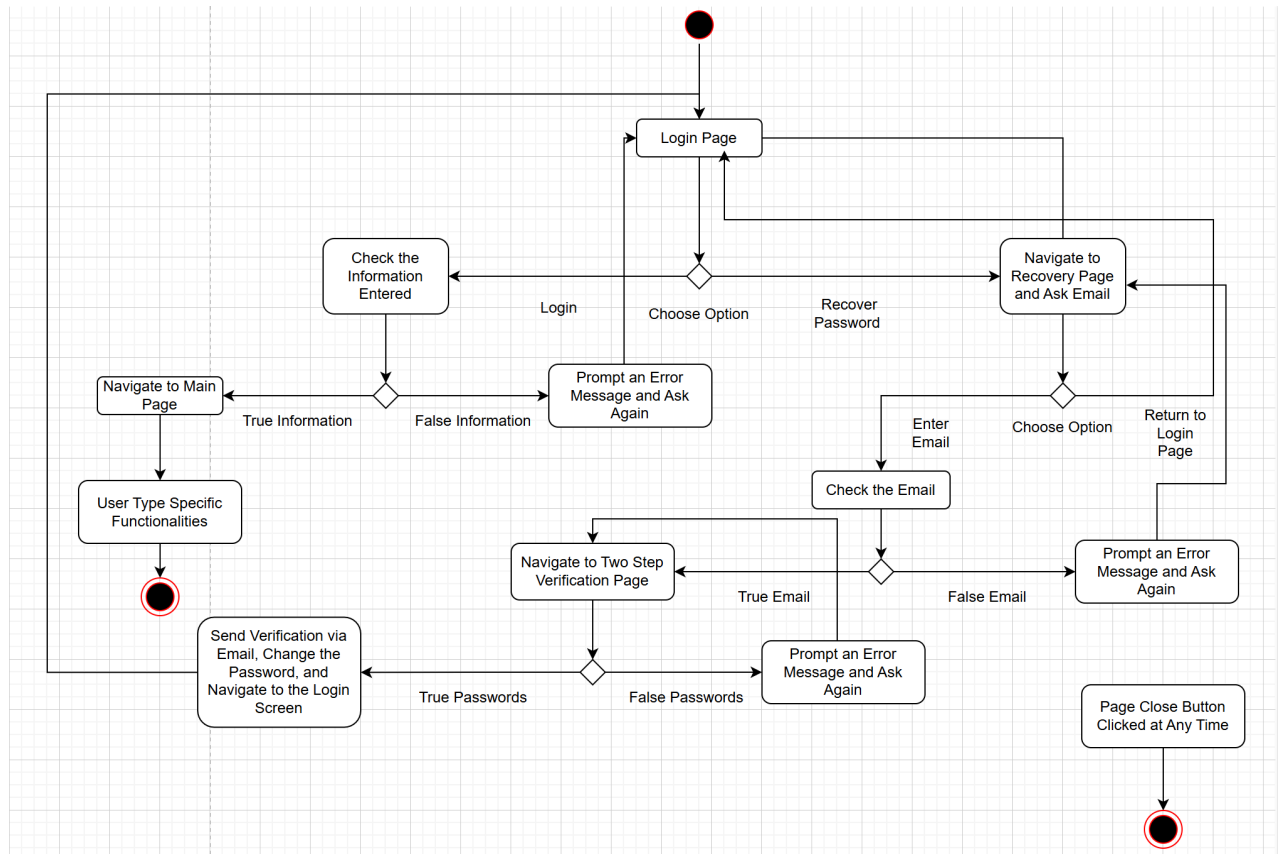 Login Page
Check the
Information
Entered
Navigate to
Recovery Page
and Ask Email
Login
Choose Option
Recover
Password
Navigate to Main
Page
True Information
False Information
Prompt an Error
Message and Ask
Again
Enter
Email
Choose Option
Return to
Login
Page
User Type Specific
Functionalities
Check the Email
Navigate to Two Step
Verification Page
True Email
False Email
Prompt an Error
Message and Ask
Again
Send Verification via
Email, Change the
Password, and
Navigate to the Login
Screen
True Passwords
False Passwords
Prompt an Error
Message and Ask
Again
Page Close Button
Clicked at Any Time